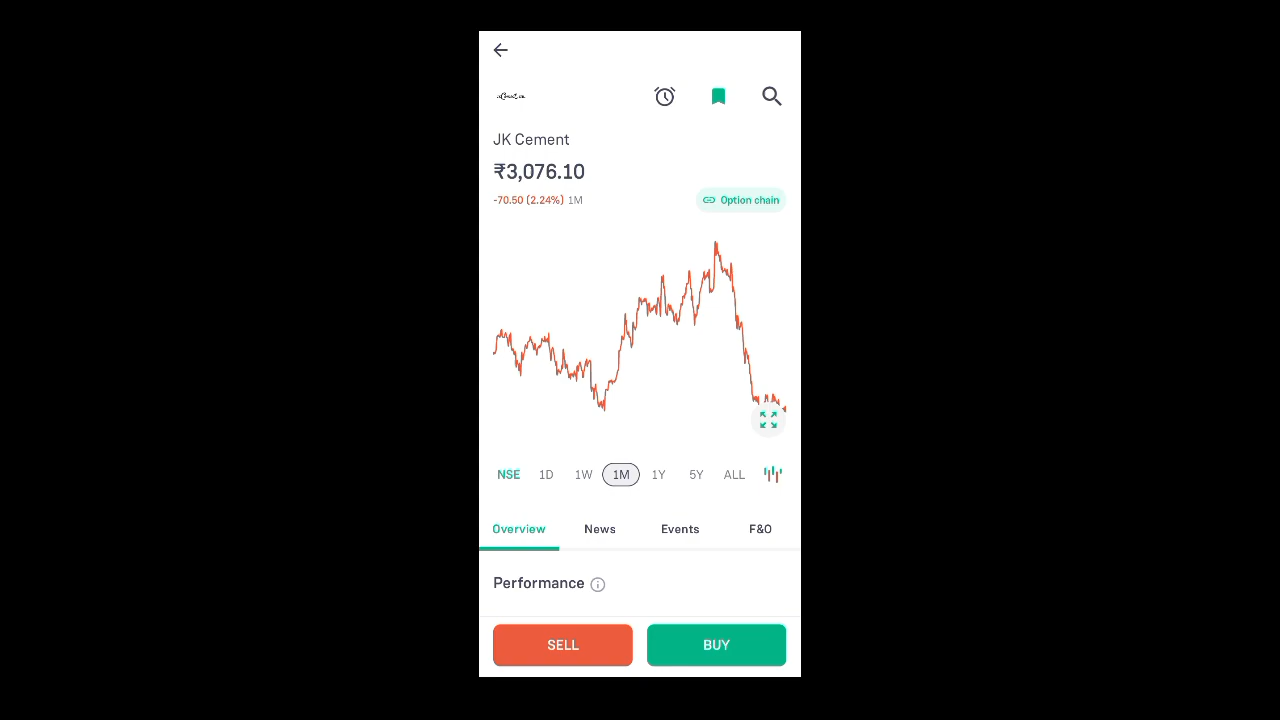 JK Cement
₹3,076.10
-70.50 (2.24%) 1M
Option chain
NSE 1D 1W 1M 1Y 5Y ALL
Overview News Events F&O
Performance
SELL BUY